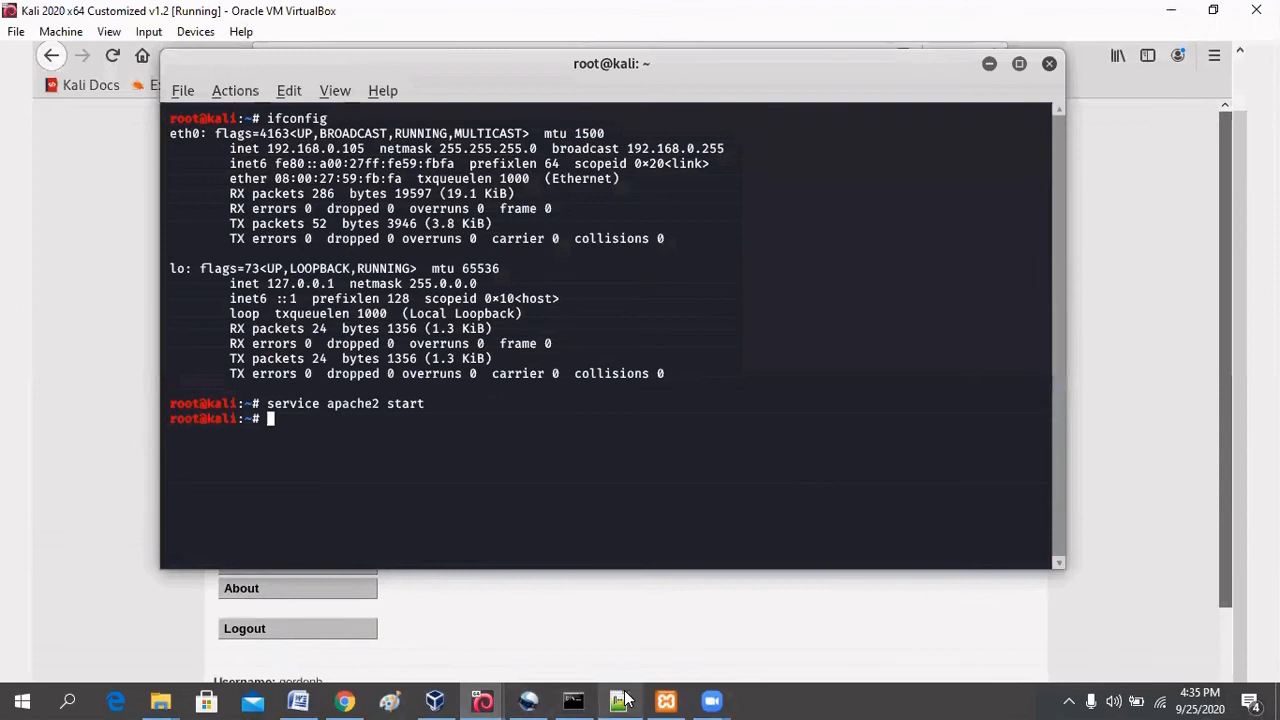 Kali 2020 x64 Customized v1.2 [Running] - Oracle VM VirtualBox
File Machine View Input Devices Help
root@kali: ~
Kali Docs
File Actions Edit View Help
root@kali:~# ifconfig
eth0: flags=4163<UP,BROADCAST,RUNNING,MULTICAST>  mtu 1500
inet 192.168.0.105  netmask 255.255.255.0  broadcast 192.168.0.255
inet6 fe80::a00:27ff:fe59:fbfa  prefixlen 64  scopeid 0×20<link>
ether 08:00:27:59:fb:fa  txqueuelen 1000  (Ethernet)
RX packets 286  bytes 19597 (19.1 KiB)
RX errors 0  dropped 0  overruns 0  frame 0
TX packets 52  bytes 3946 (3.8 KiB)
TX errors 0  dropped 0 overruns 0  carrier 0  collisions 0
lo: flags=73<UP,LOOPBACK,RUNNING>  mtu 65536
inet 127.0.0.1  netmask 255.0.0.0
inet6 ::1  prefixlen 128  scopeid 0×10<host>
loop  txqueuelen 1000  (Local Loopback)
RX packets 24  bytes 1356 (1.3 KiB)
RX errors 0  dropped 0  overruns 0  frame 0
TX packets 24  bytes 1356 (1.3 KiB)
TX errors 0  dropped 0 overruns 0  carrier 0  collisions 0
root@kali:~# service apache2 start
root@kali:~#
About
Logout
Username: gordonb
4:35 PM
9/25/2020
4